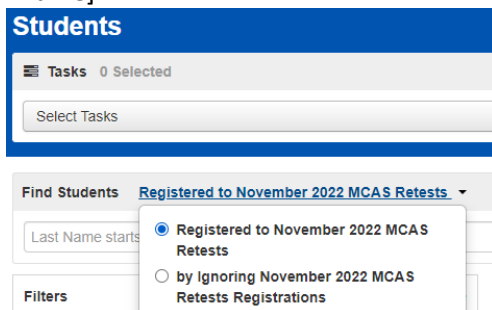 Students
Tasks 0 Selected
Select Tasks
Find Students Registered to November 2022 MCAS Retests
Last Name starts
Registered to November 2022 MCAS
Retests
by Ignoring November 2022 MCAS
Filters Retests Registrations